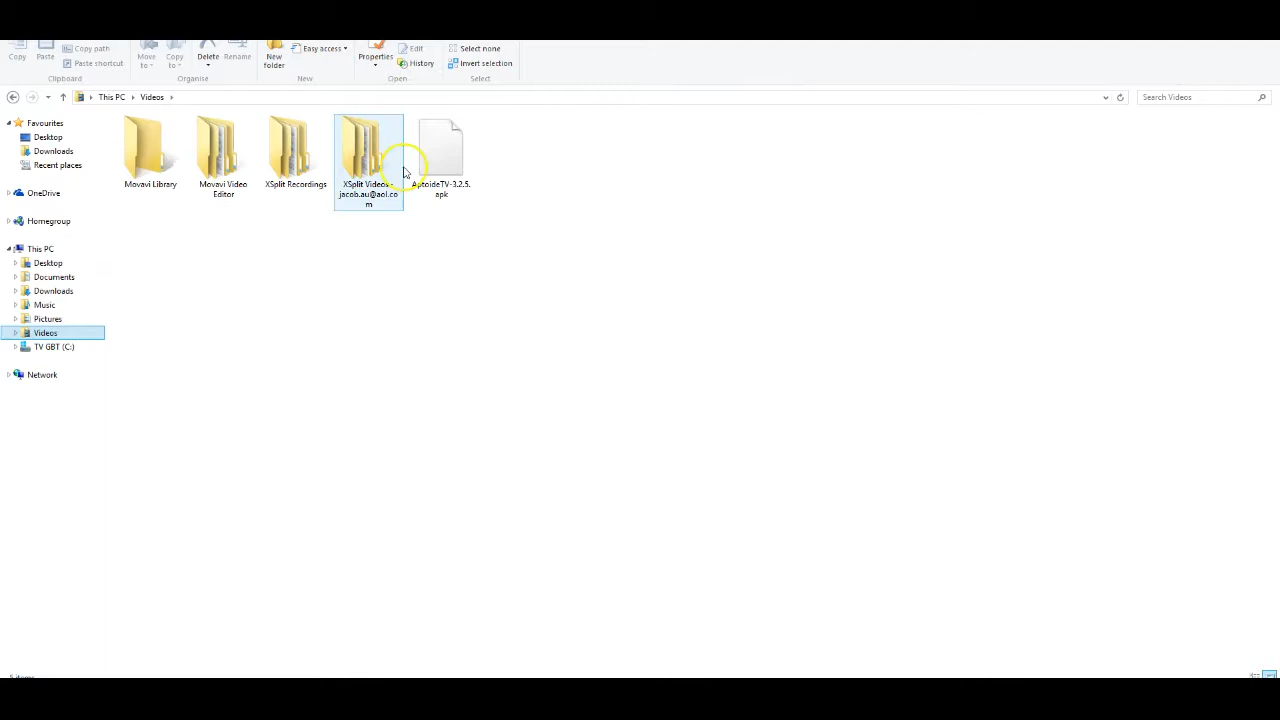 Copy
Paste
Copy path
Paste shortcut
Clipboard
Move to
Copy to
Delete
Rename
Organise
New folder
Easy access
New
Properties
Edit
History
Open
Select none
Invert selection
Select
This PC
Videos
Search Videos
Favourites
Desktop
Downloads
Recent places
OneDrive
Homegroup
This PC
Desktop
Documents
Downloads
Music
Pictures
Videos
TV GBT (C:)
Network
Movavi Library
Movavi Video
Editor
XSplit Recordings
XSplit Videos -
jacob.au@aol.co
m
AptoideTV-3.2.5.
apk
5 items